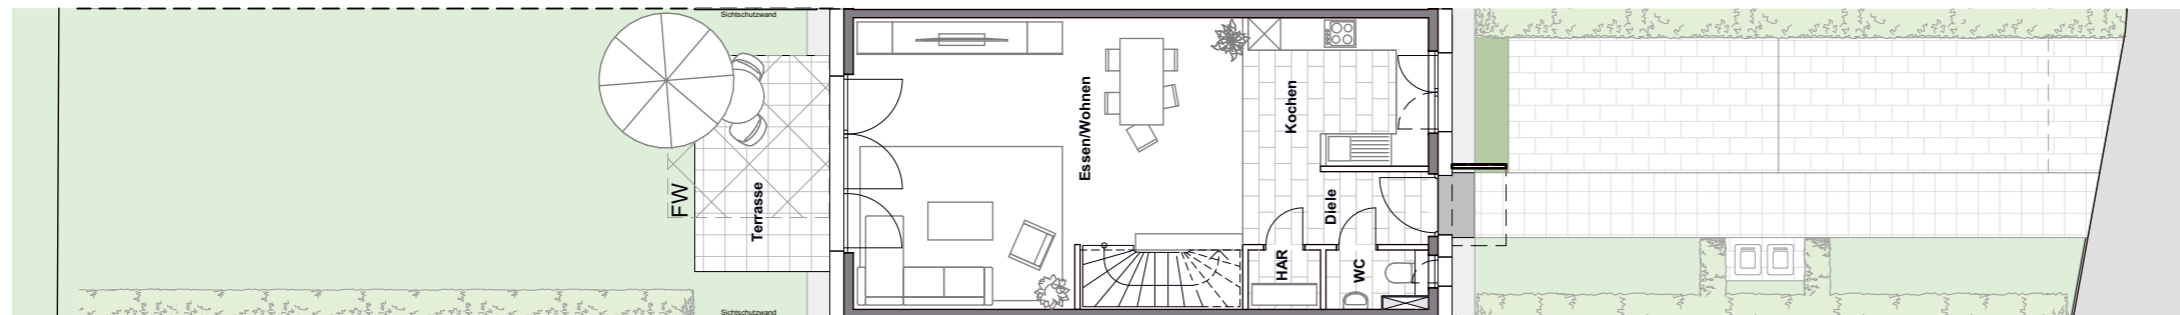 Sichtschutzwand
FW
Terrasse
Essen/Wohnen
Kochen
Diele
HAR
WC
Sichtschutzwand